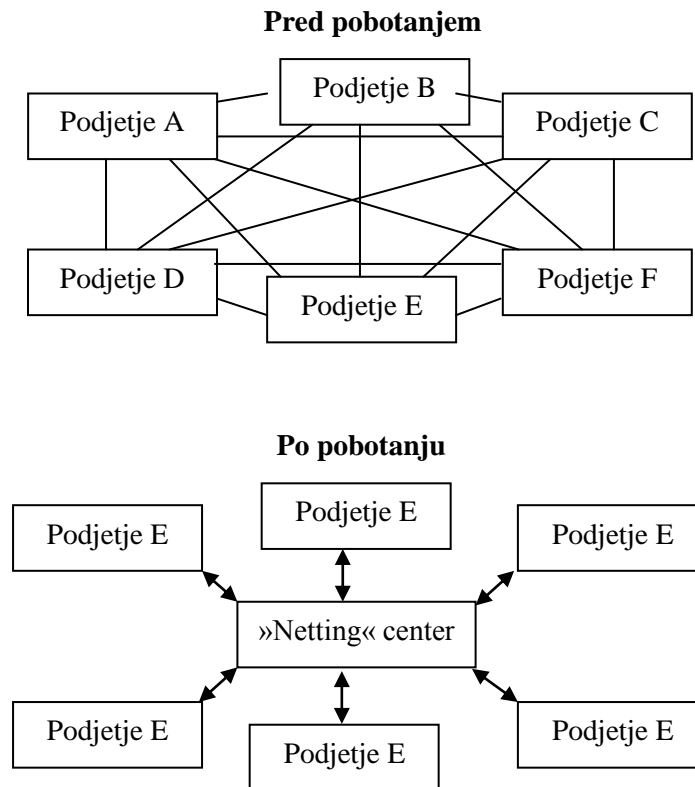 Pred pobotanjem
Podjetje A
Podjetje B
Podjetje C
Podjetje D
Podjetje E
Podjetje F
Po pobotanju
Podjetje E
Podjetje E
Podjetje E
»Netting« center
Podjetje E
Podjetje E
Podjetje E